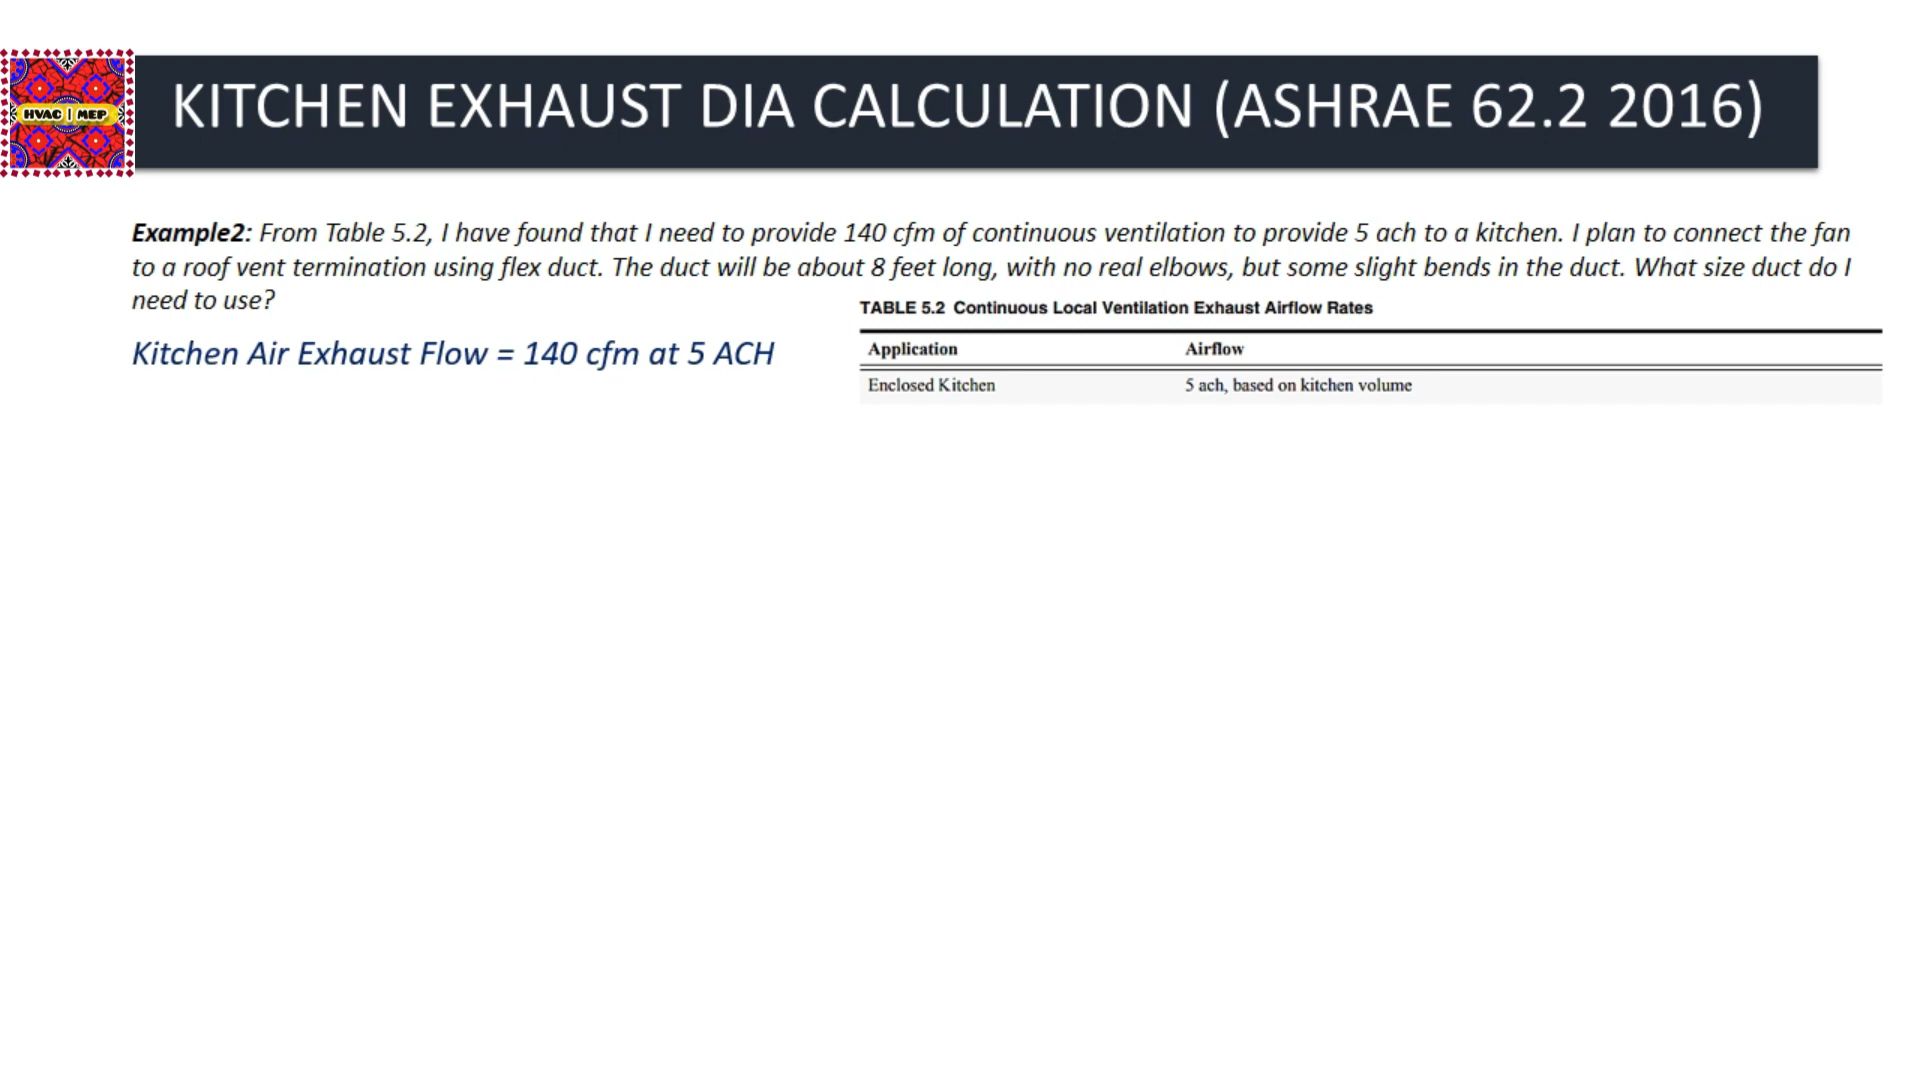 HVAC | MEP
KITCHEN EXHAUST DIA CALCULATION (ASHRAE 62.2 2016)
Example2: From Table 5.2, I have found that I need to provide 140 cfm of continuous ventilation to provide 5 ach to a kitchen. I plan to connect the fan
to a roof vent termination using flex duct. The duct will be about 8 feet long, with no real elbows, but some slight bends in the duct. What size duct do I
need to use?
TABLE 5.2 Continuous Local Ventilation Exhaust Airflow Rates
Kitchen Air Exhaust Flow = 140 cfm at 5 ACH
Application Airflow
Enclosed Kitchen 5 ach, based on kitchen volume